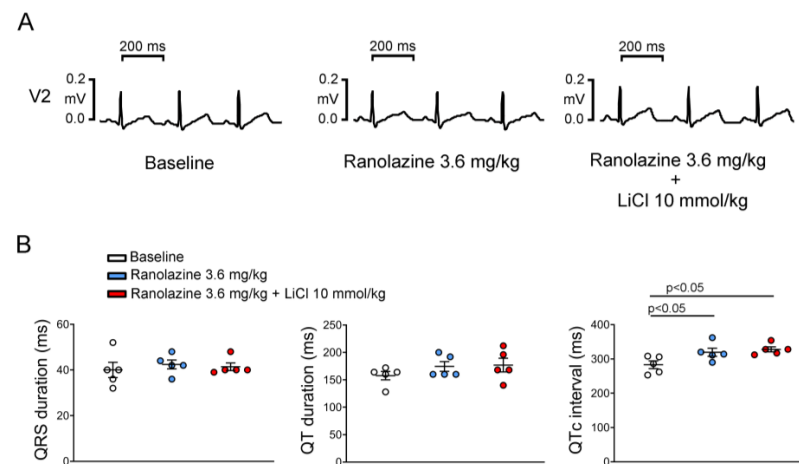 A
200 ms
200 ms
200 ms
V2
0.2
mV
0.0
0.2
mV
0.0
0.2
mV
0.0
Baseline
Ranolazine 3.6 mg/kg
Ranolazine 3.6 mg/kg
+
LiCl 10 mmol/kg
B
Baseline
Ranolazine 3.6 mg/kg
Ranolazine 3.6 mg/kg + LiCl 10 mmol/kg
QRS duration (ms)
60
40
20
0
QT duration (ms)
250
200
150
100
50
0
p<0.05
p<0.05
QTc interval (ms)
400
300
200
100
0